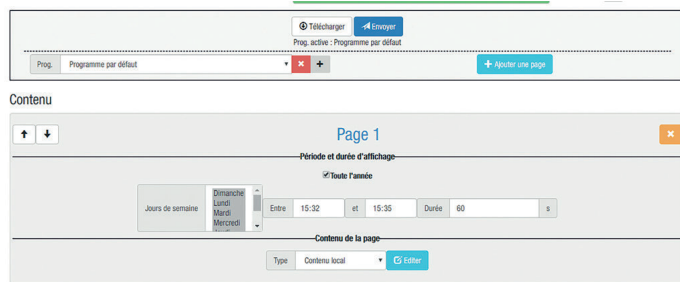 Télécharger Envoyer
Prog. active : Programme par défaut
Prog. Programme par défaut Ajouter une page
Contenu
Page 1
Période et durée d'affichage
Toute l'année
Jours de semaine
Dimanche
Lundi
Mardi
Mercredi
Entre 15:32 et 15:35 Durée 60 s
Contenu de la page
Type Contenu local Editer